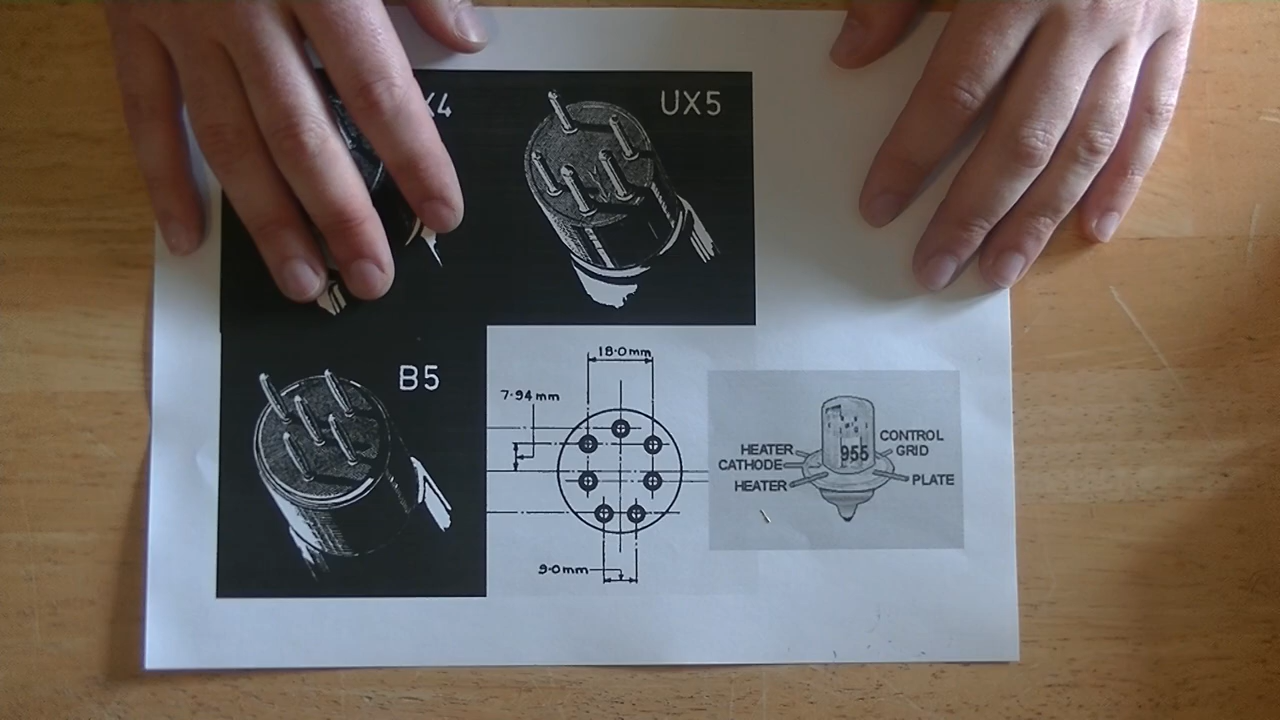 UX5
B5
18·0mm
7·94mm
9·0mm
HEATER
CATHODE
HEATER
955
CONTROL
GRID
PLATE